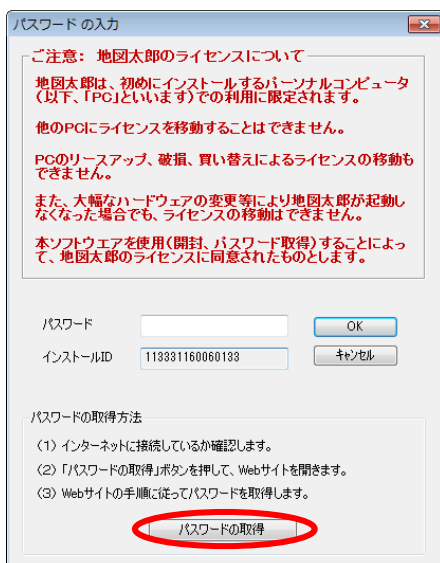 パスワード の入力
ご注意： 地図太郎のライセンスについて
地図太郎は、初めにインストールするパーソナルコンピュータ
(以下、「PC」といいます)での利用に限定されます。
他のPCにライセンスを移動することはできません。
PCのリースアップ、破損、買い替えによるライセンスの移動も
できません。
また、大幅なハードウェアの変更等により地図太郎が起動し
なくなった場合でも、ライセンスの移動はできません。
本ソフトウエアを使用(開封、パスワード取得)することによっ
て、地図太郎のライセンスに同意されたものとします。
パスワード
OK
インストールID
113331160060133
キャンセル
パスワードの取得方法
(1) インターネットに接続しているか確認します。
(2) 「パスワードの取得」ボタンを押して、Webサイトを開きます。
(3) Webサイトの手順に従ってパスワードを取得します。
パスワードの取得